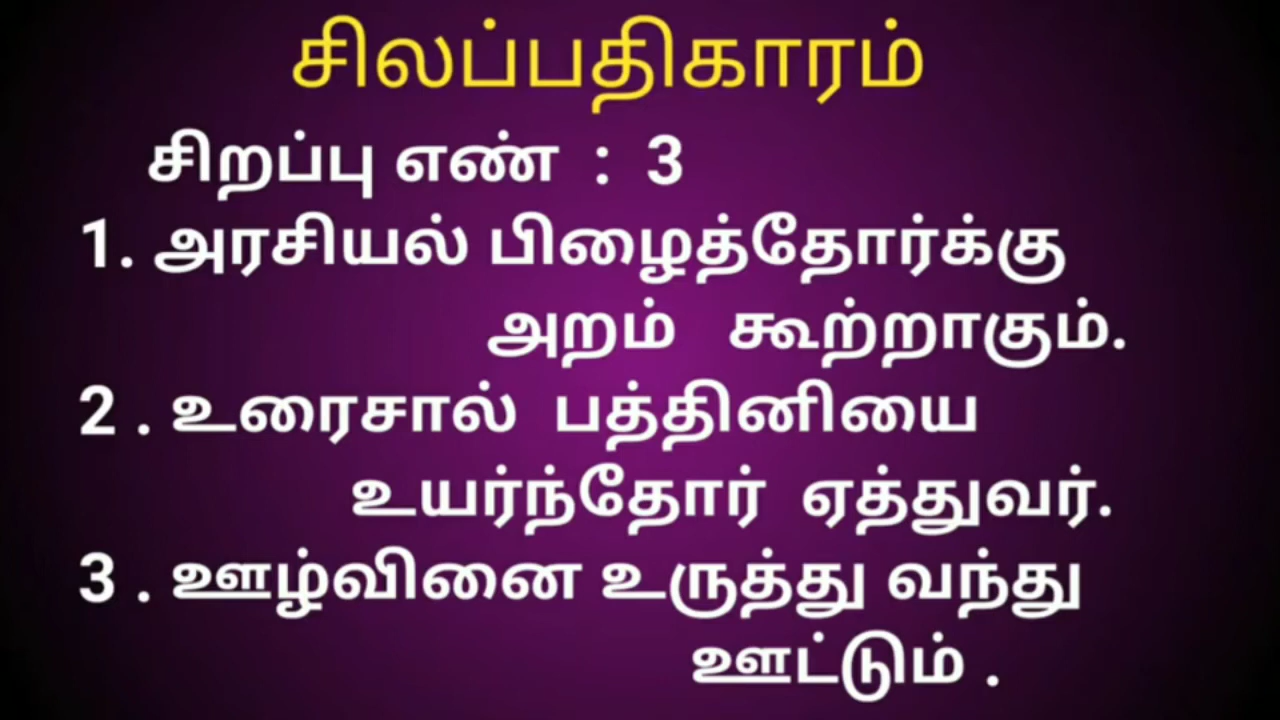 சிலப்பதிகாரம்
சிறப்பு எண் : 3
1. அரசியல் பிழைத்தோர்க்கு
அறம் கூற்றாகும்.
2 . உரைசால் பத்தினியை
உயர்ந்தோர் ஏத்துவர்.
3 . ஊழ்வினை உருத்து வந்து
ஊட்டும் .